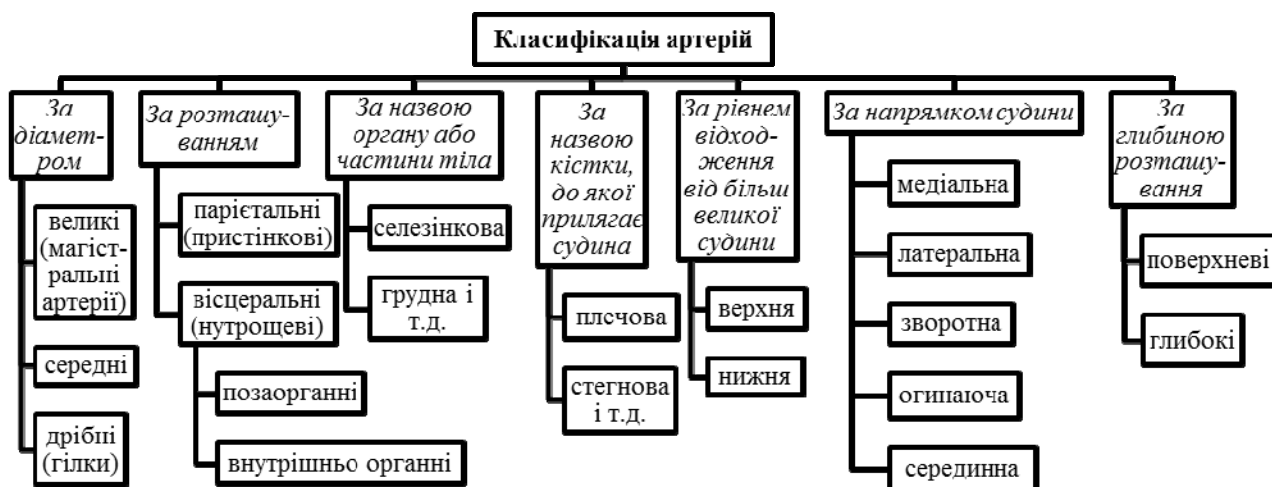 Класифікація артерій
За
діамет-
ром
великі
(магіст-
ральні
артерії)
середні
дрібні
(гілки)
За розташу-
ванням
парієтальні
(пристінкові)
вісцеральні
(нутрощеві)
позаорганні
внутрішньо органні
За назвою
органу або
частини тіла
селезінкова
грудна і
т.д.
За
назвою
кістки,
до якої
прилягає
судина
плечова
стегнова
і т.д.
За рівнем
відход-
ження
від більш
великої
судини
верхня
нижня
За напрямком судини
медіальна
латеральна
зворотна
огинаюча
серединна
За
глибиною
розташу-
вання
поверхневі
глибокі